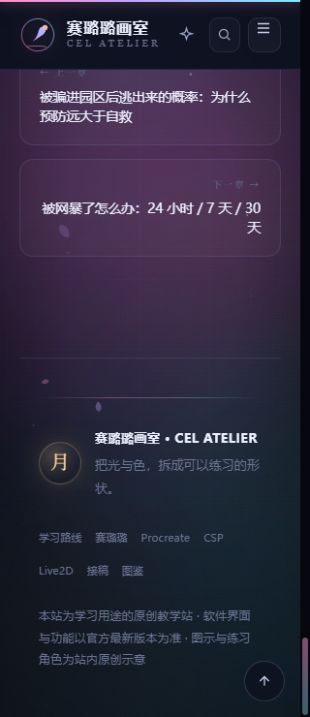 赛璐璐画室
CEL ATELIER
← 上一章
被骗进园区后逃出来的概率：为什么
预防远大于自救
下一章 →
被网暴了怎么办：24 小时 / 7 天 / 30
天
赛璐璐画室 • CEL ATELIER
月
把光与色，拆成可以练习的形
状。
学习路线 赛璐璐 Procreate CSP
Live2D 接稿 图鉴
本站为学习用途的原创教学站 · 软件界面
与功能以官方最新版本为准 · 图示与练习
角色为站内原创示意